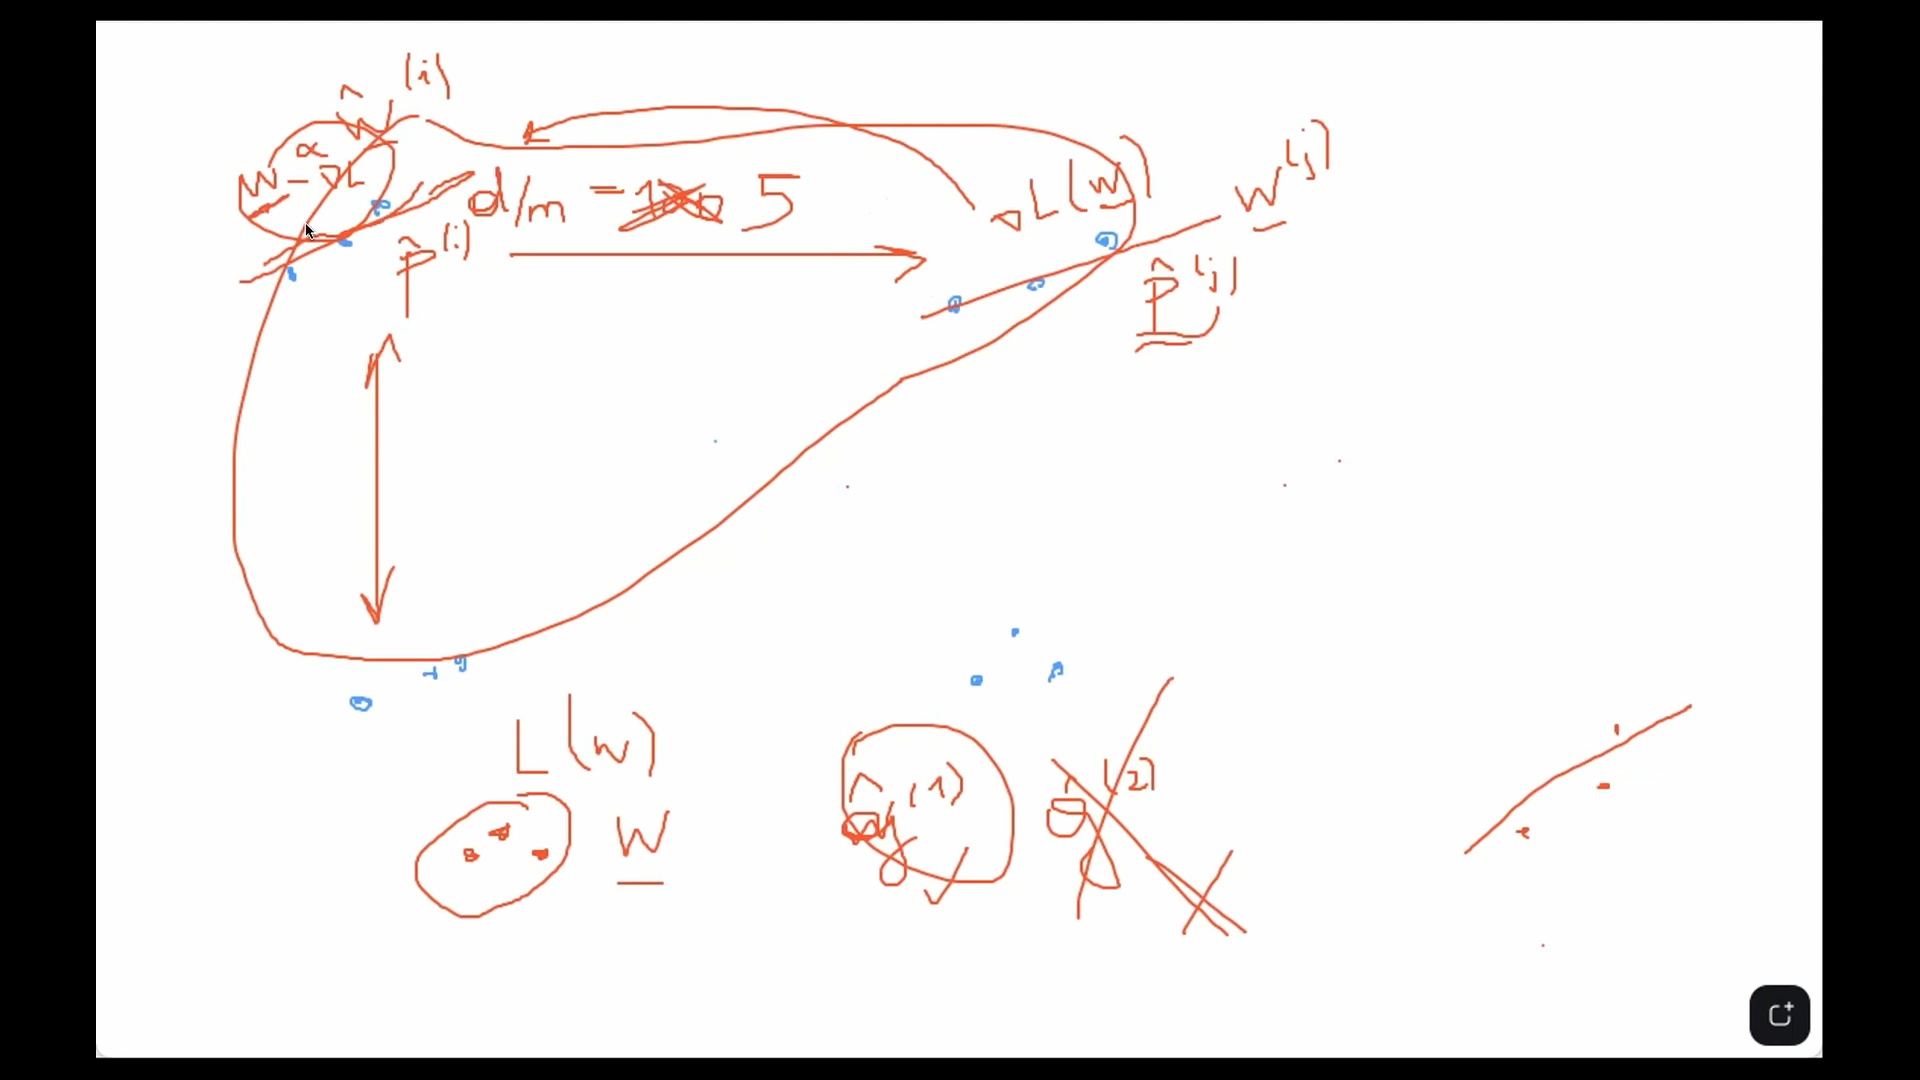 ŵ^(i)
α
W - ∇L
d/m = 5
∇L(w)
w^(j)
p̂^(i)
p̂^(j)
L(w)
(1)
(2)
W